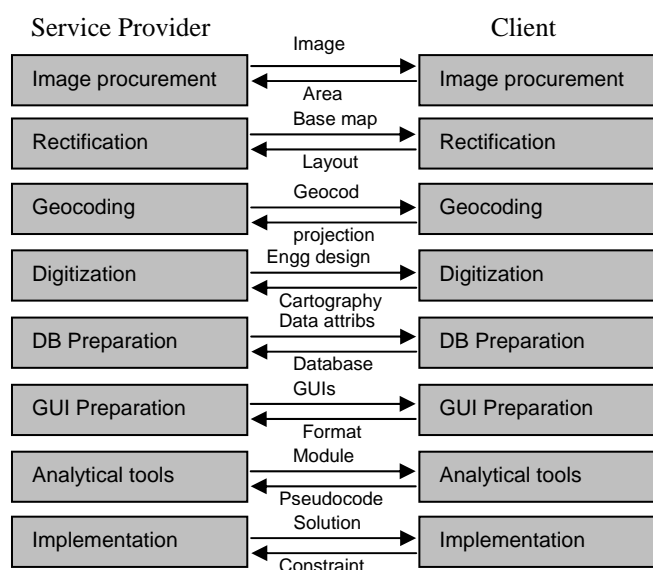 Service Provider Client
Image
Image procurement Image procurement
Area
Base map
Rectification Rectification
Layout
Geocod
Geocoding Geocoding
projection
Engg design
Digitization Digitization
Cartography
Data attribs
DB Preparation DB Preparation
Database
GUIs
GUI Preparation GUI Preparation
Format
Module
Analytical tools Analytical tools
Pseudocode
Solution
Implementation Implementation
Constraint